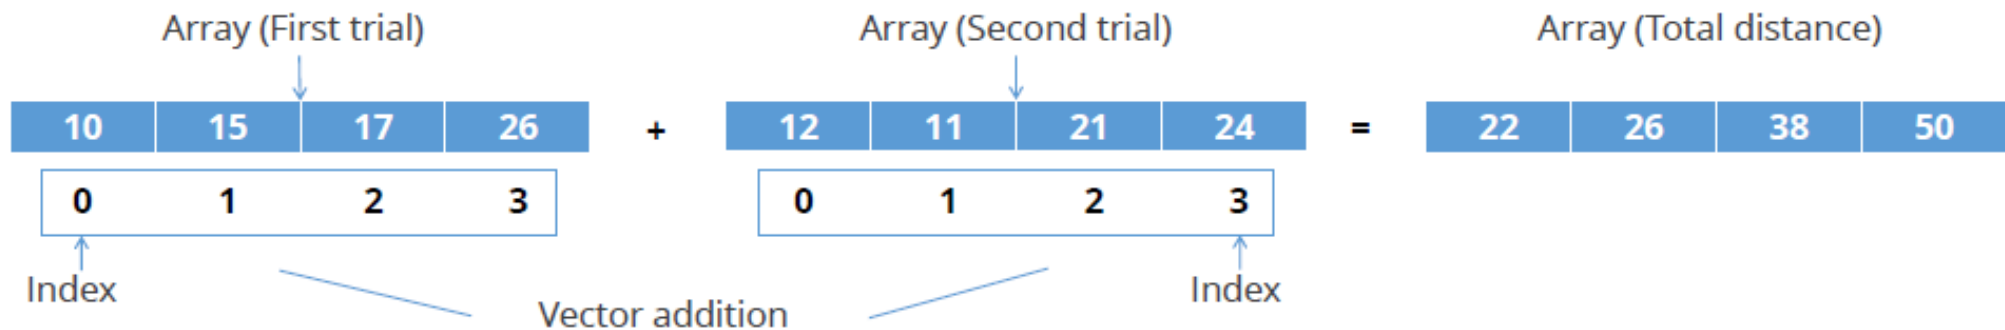 Array (First trial) Array (Second trial) Array (Total distance)
10 15 17 26 + 12 11 21 24 = 22 26 38 50
0 1 2 3 0 1 2 3
Index Index
Vector addition